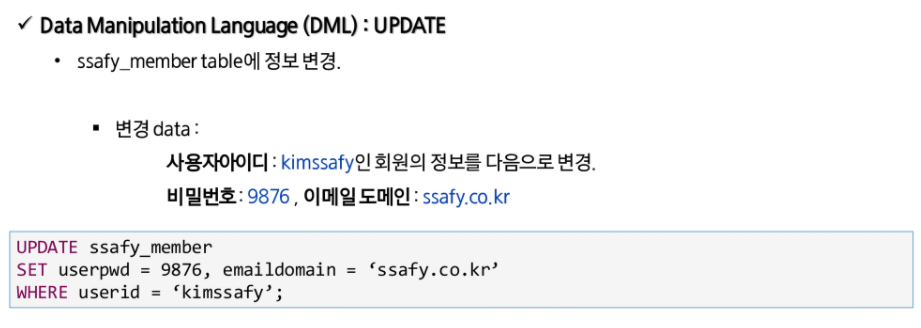 ✓ Data Manipulation Language (DML) : UPDATE
• ssafy_member table에 정보 변경.
▪ 변경 data :
사용자아이디 : kimssafy인 회원의 정보를 다음으로 변경.
비밀번호 : 9876 , 이메일 도메인 : ssafy.co.kr
UPDATE ssafy_member
SET userpwd = 9876, emaildomain = ‘ssafy.co.kr’
WHERE userid = ‘kimssafy’;